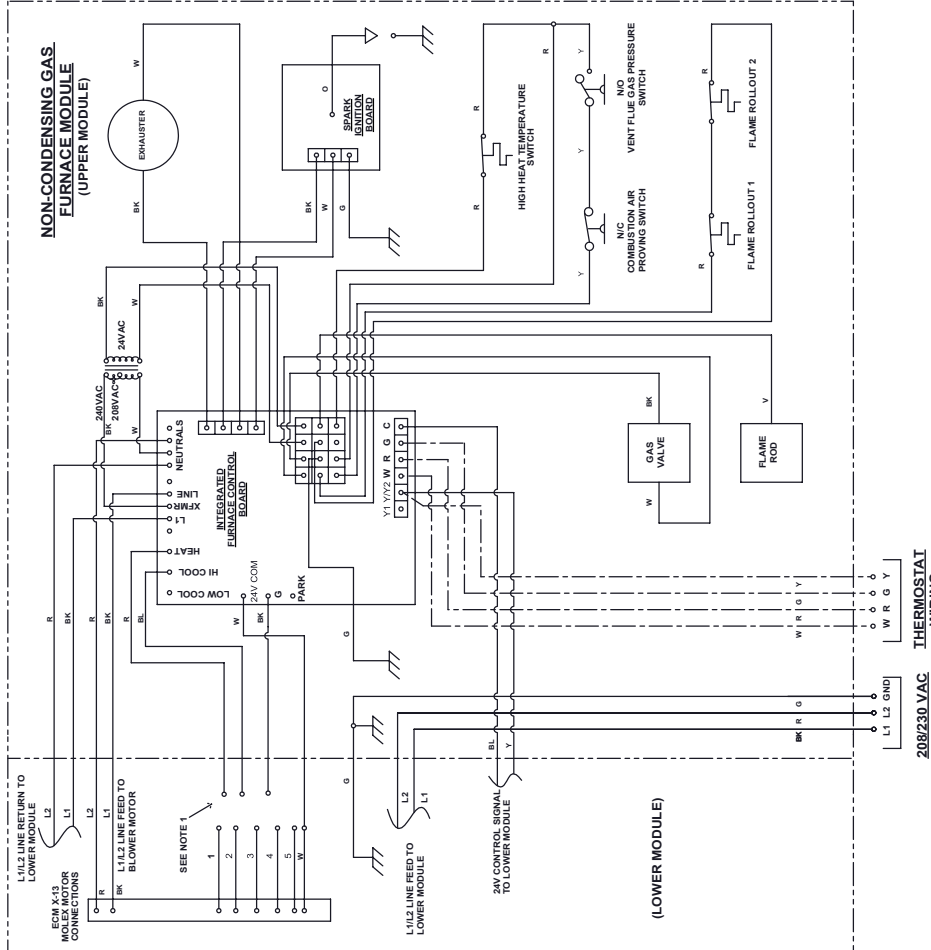 NON-CONDENSING GAS
FURNACE MODULE
(UPPER MODULE)
W
EXHAUSTER
BK
SPARK
IGNITION
BOARD
BK
W
G
R
HIGH HEAT TEMPERATURE
SWITCH
R
R
Y
N/O
VENT FLUE GAS PRESSURE
SWITCH
Y
N/C
COMBUSTION AIR
PROVING SWITCH
Y
R
FLAME ROLLOUT 2
FLAME ROLLOUT 1
R
BK
W
24VAC
240VAC
208VAC
BK
W
NEUTRALS
LINE
XFMR
L1
HEAT
HI COOL
LOW COOL
INTEGRATED
FURNACE CONTROL
BOARD
24V COM
G
PARK
Y1 Y/Y2 W R G C
BK
GAS
VALVE
W
V
FLAME
ROD
R
BK
R
BK
R
BL
W
BK
G
G
BL
Y
W R G Y
W R G Y
THERMOSTAT
BK R G
L1 L2 GND
208/230 VAC
L1/L2 LINE RETURN TO
LOWER MODULE
L2
L1
L2
L1
L1/L2 LINE FEED TO
BLOWER MOTOR
ECM X-13
MOLEX MOTOR
CONNECTIONS
R
BK
SEE NOTE 1
1
2
3
4
5
W
L2
L1
L1/L2 LINE FEED TO
LOWER MODULE
24V CONTROL SIGNAL
TO LOWER MODULE
(LOWER MODULE)